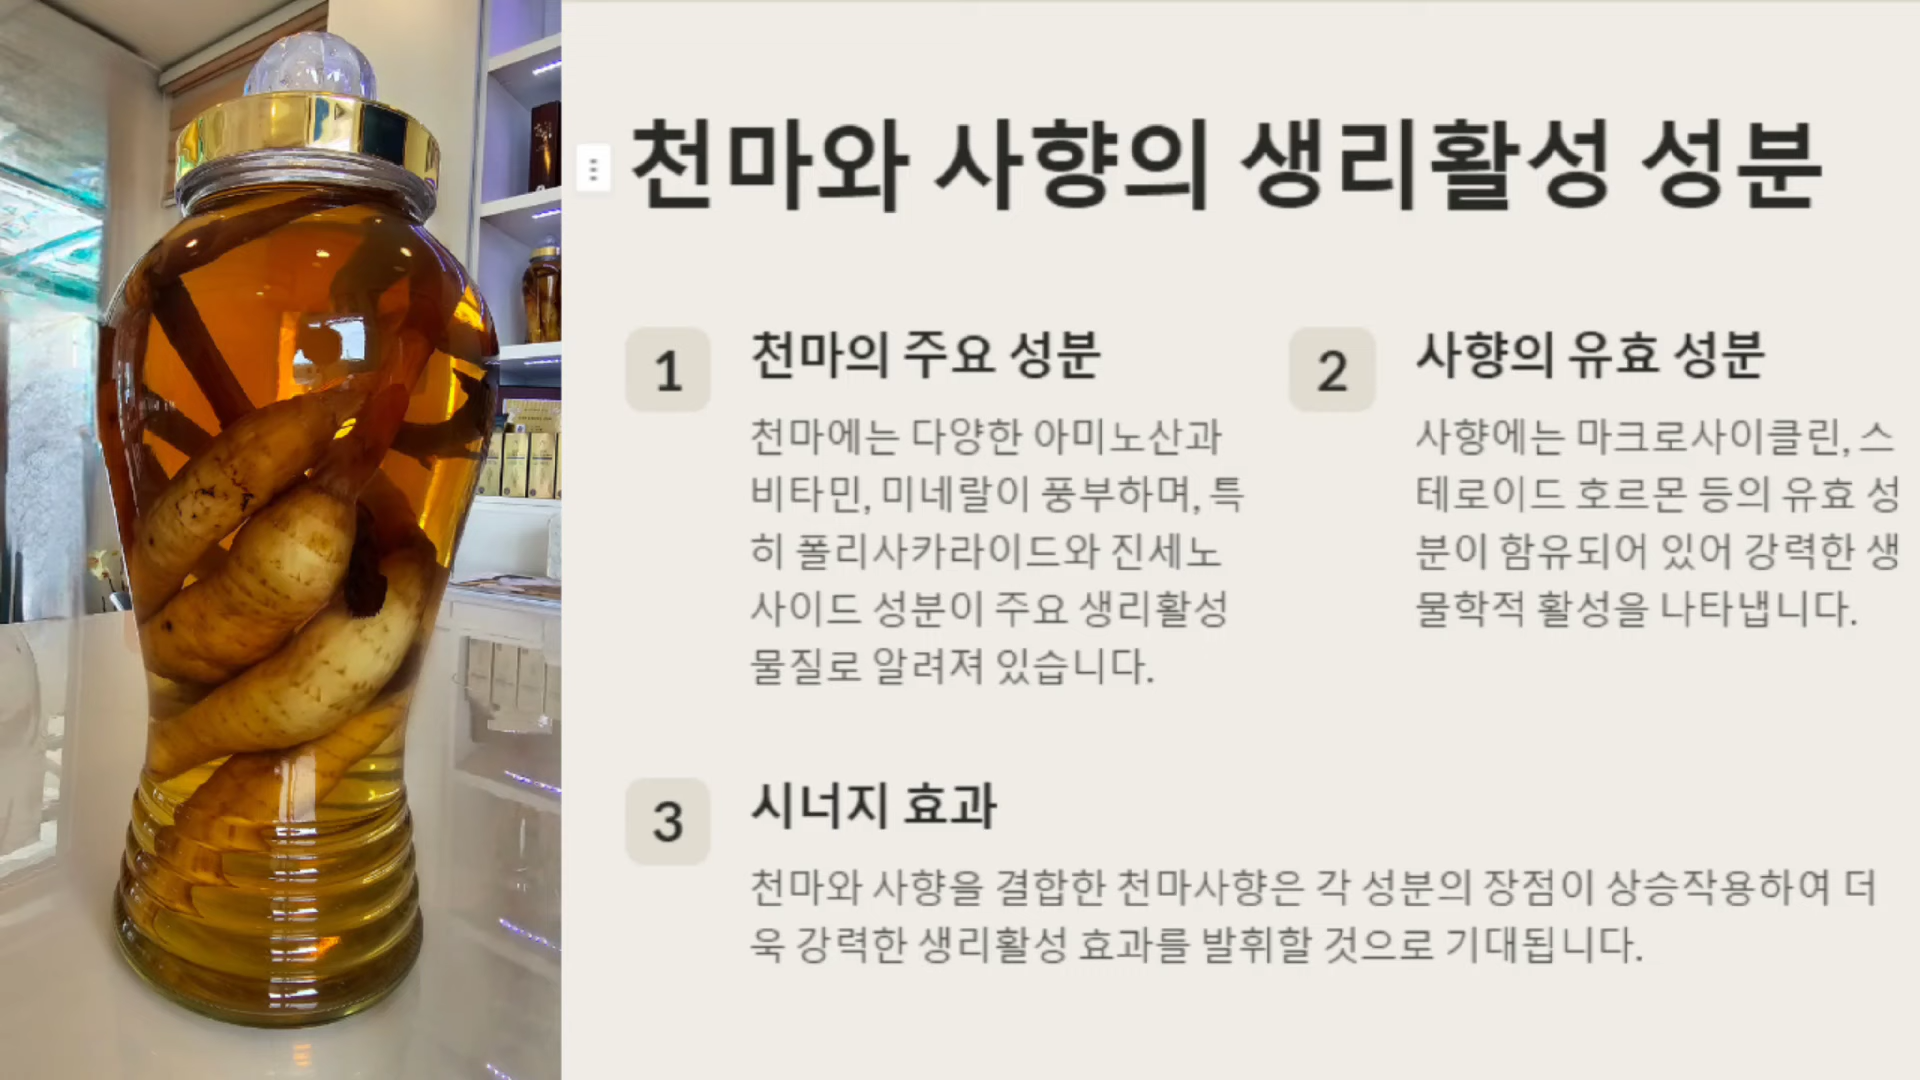 천마와 사향의 생리활성 성분
1
천마의 주요 성분
천마에는 다양한 아미노산과
비타민, 미네랄이 풍부하며, 특
히 폴리사카라이드와 진세노
사이드 성분이 주요 생리활성
물질로 알려져 있습니다.
2
사향의 유효 성분
사향에는 마크로사이클린, 스
테로이드 호르몬 등의 유효 성
분이 함유되어 있어 강력한 생
물학적 활성을 나타냅니다.
3
시너지 효과
천마와 사향을 결합한 천마사향은 각 성분의 장점이 상승작용하여 더
욱 강력한 생리활성 효과를 발휘할 것으로 기대됩니다.